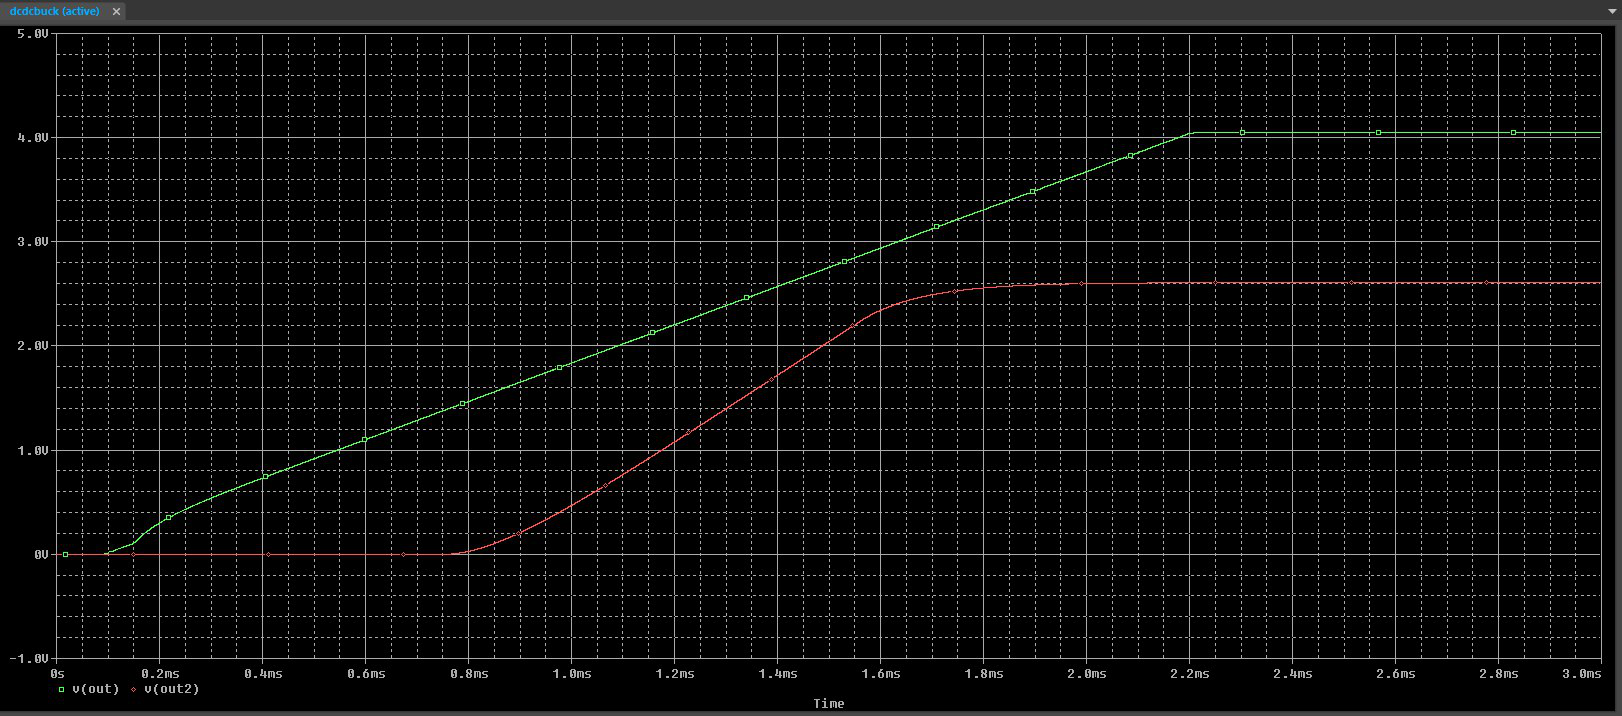 dcdcbuck (active)
5.0V
4.0V
3.0V
2.0V
1.0V
0V
-1.0V
0s 0.2ms 0.4ms 0.6ms 0.8ms 1.0ms 1.2ms 1.4ms 1.6ms 1.8ms 2.0ms 2.2ms 2.4ms 2.6ms 2.8ms 3.0ms
v(out) v(out2)
Time